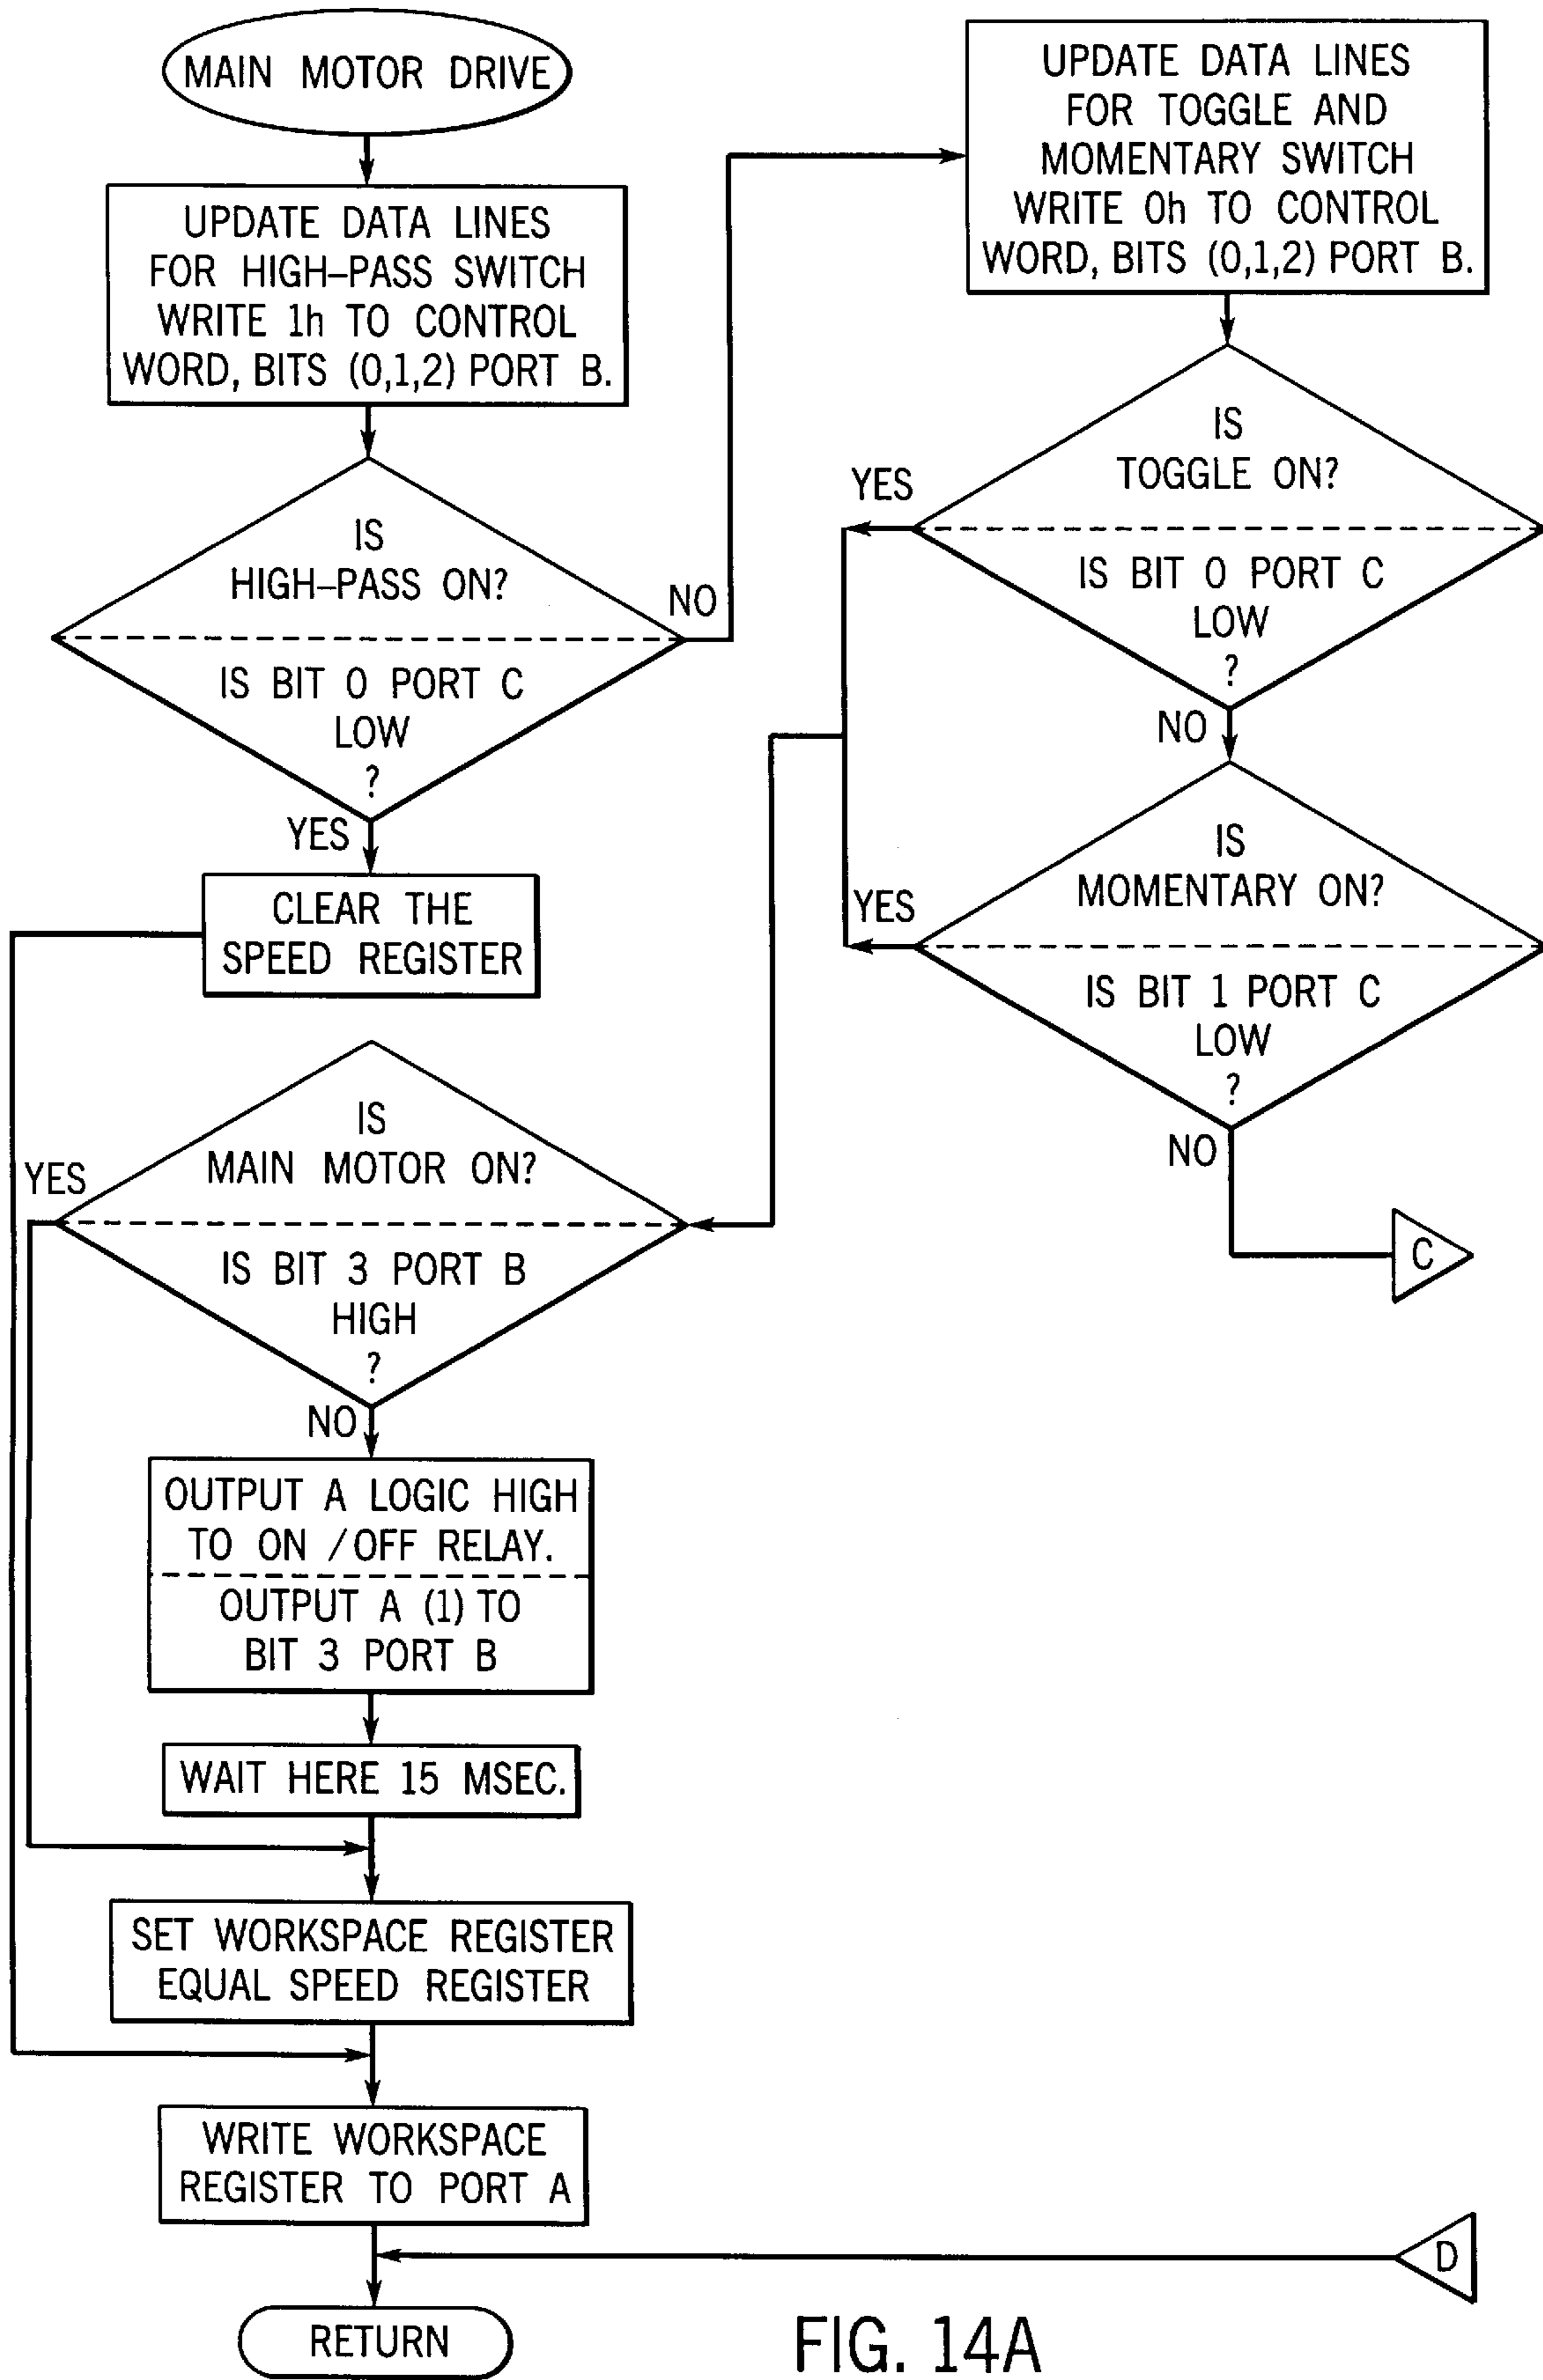 MAIN MOTOR DRIVE
UPDATE DATA LINES
FOR HIGH–PASS SWITCH
WRITE 1h TO CONTROL
WORD, BITS (0,1,2) PORT B.
IS
HIGH–PASS ON?
NO
IS BIT 0 PORT C
LOW
?
YES
CLEAR THE
SPEED REGISTER
UPDATE DATA LINES
FOR TOGGLE AND
MOMENTARY SWITCH
WRITE 0h TO CONTROL
WORD, BITS (0,1,2) PORT B.
IS
TOGGLE ON?
YES
IS BIT 0 PORT C
LOW
?
NO
IS
MOMENTARY ON?
YES
IS BIT 1 PORT C
LOW
?
NO
C
IS
MAIN MOTOR ON?
YES
IS BIT 3 PORT B
HIGH
?
NO
OUTPUT A LOGIC HIGH
TO ON /OFF RELAY.
OUTPUT A (1) TO
BIT 3 PORT B
WAIT HERE 15 MSEC.
SET WORKSPACE REGISTER
EQUAL SPEED REGISTER
WRITE WORKSPACE
REGISTER TO PORT A
D
RETURN
FIG. 14A